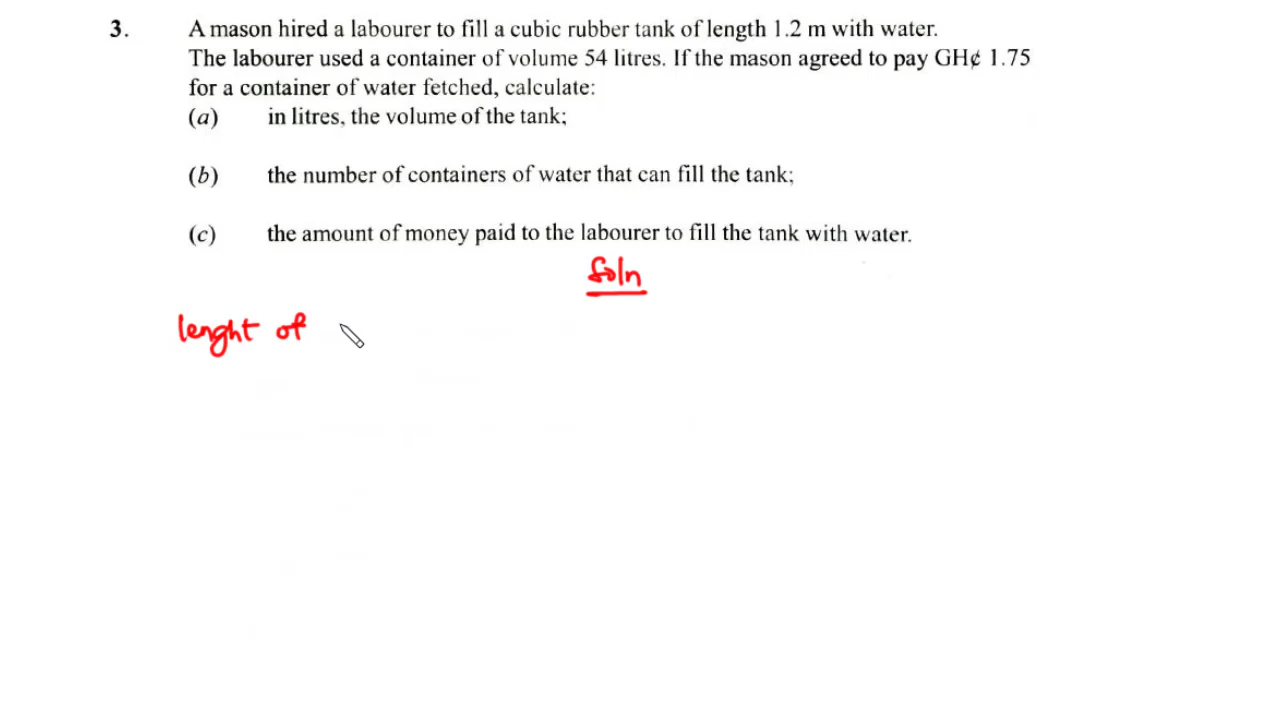 3. A mason hired a labourer to fill a cubic rubber tank of length 1.2 m with water.
The labourer used a container of volume 54 litres. If the mason agreed to pay GH¢ 1.75
for a container of water fetched, calculate:
(a) in litres, the volume of the tank;
(b) the number of containers of water that can fill the tank;
(c) the amount of money paid to the labourer to fill the tank with water.
Soln
lenght of